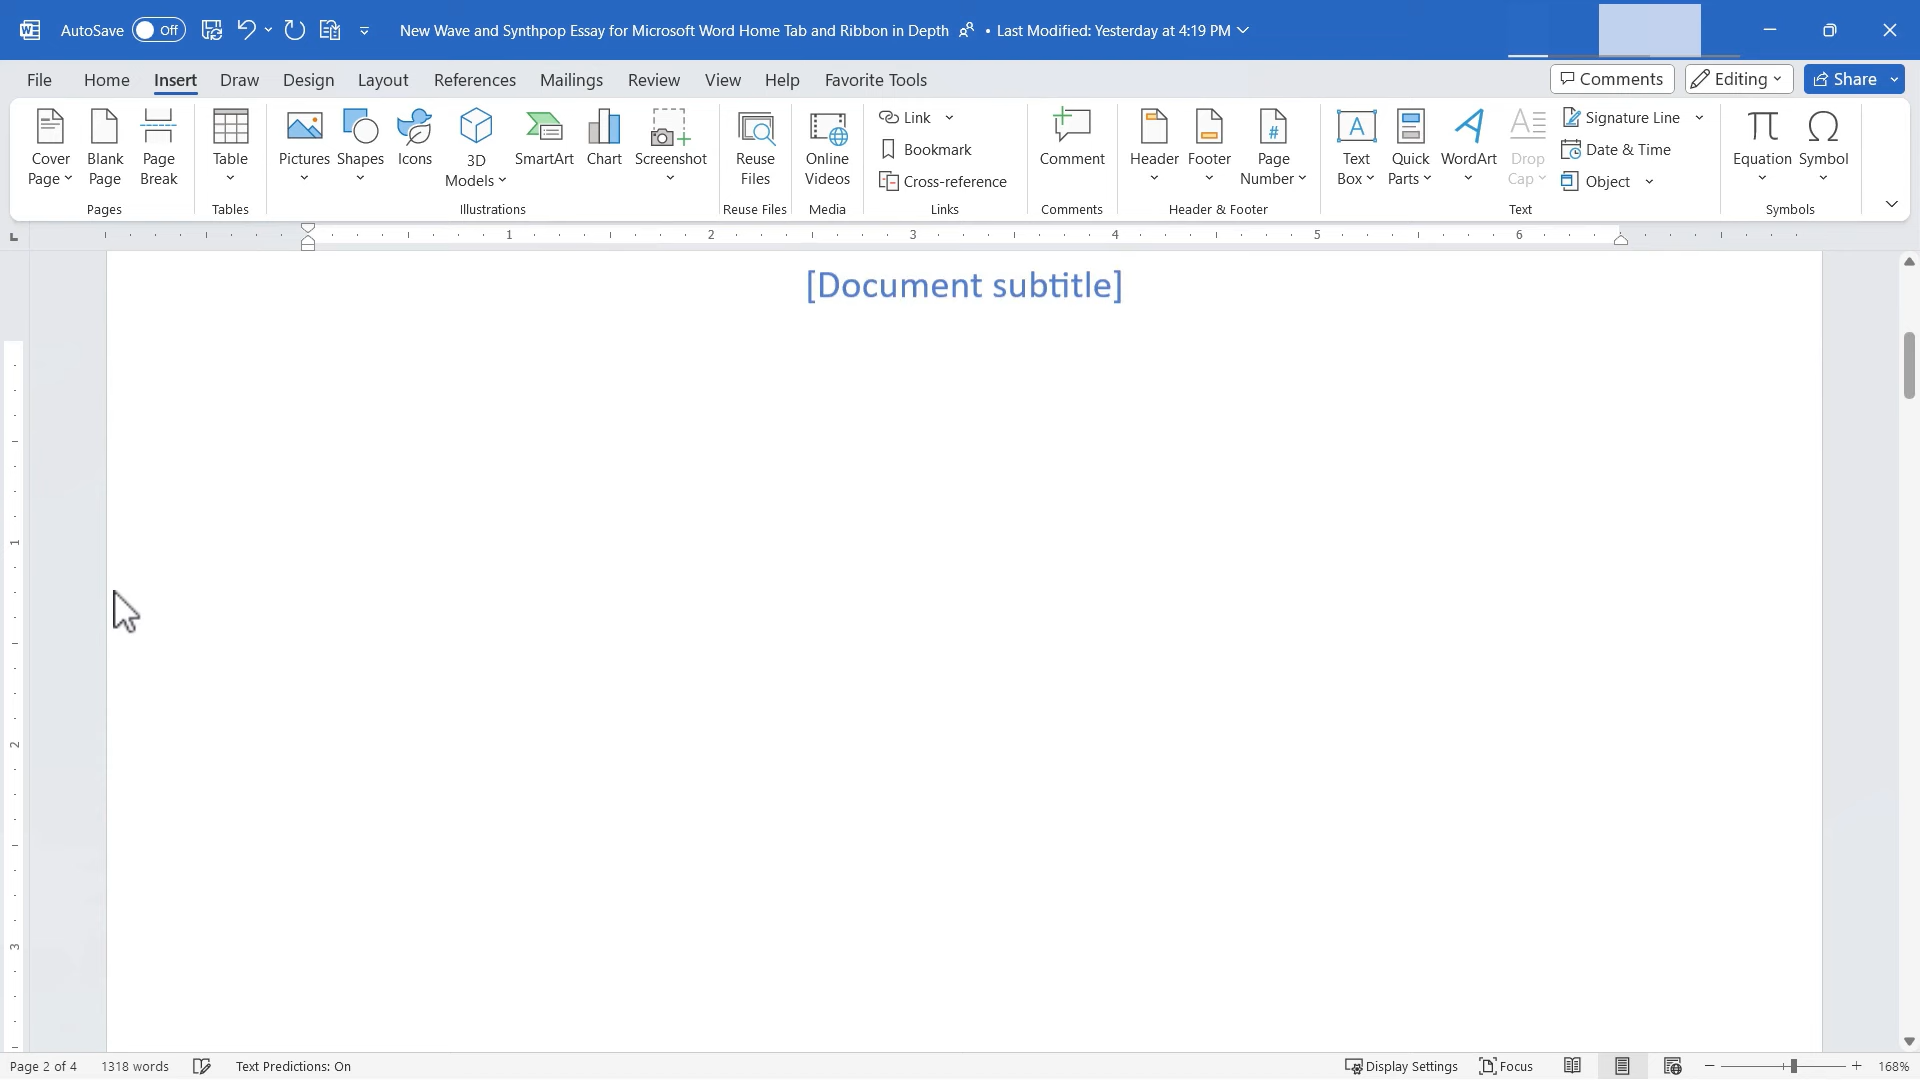 AutoSave Off New Wave and Synthpop Essay for Microsoft Word Home Tab and Ribbon in Depth • Last Modified: Yesterday at 4:19 PM
File Home Insert Draw Design Layout References Mailings Review View Help Favorite Tools Comments Editing Share
Cover Page
Blank Page
Page Break
Pages
Table
Tables
Pictures
Shapes
Icons
3D Models
SmartArt
Chart
Screenshot
Illustrations
Reuse Files
Reuse Files
Online Videos
Media
Link
Bookmark
Cross-reference
Links
Comment
Comments
Header
Footer
Page Number
Header & Footer
Text Box
Quick Parts
WordArt
Drop Cap
Signature Line
Date & Time
Object
Text
Equation
Symbol
Symbols
1 2 3 4 5 6
[Document subtitle]
1
2
3
Page 2 of 4 1318 words Text Predictions: On Display Settings Focus 168%